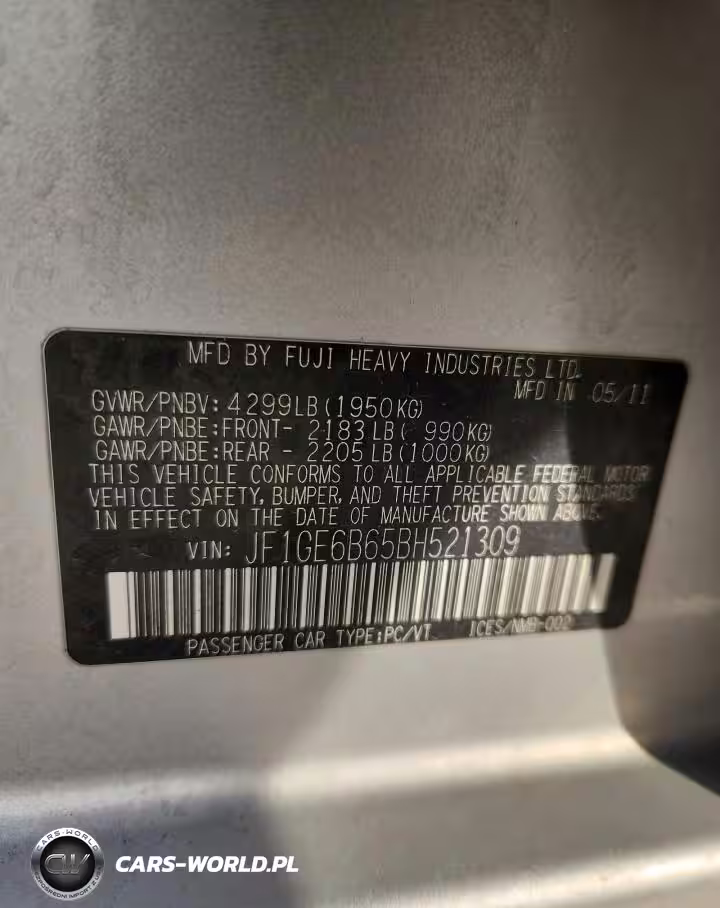 MFD BY FUJI HEAVY INDUSTRIES LTD.
MFD IN 05/11
GVWR/PNBV: 4299LB (1950KG)
GAWR/PNBE: FRONT- 2183 LB ( 990KG)
GAWR/PNBE: REAR - 2205 LB (1000KG)
THIS VEHICLE CONFORMS TO ALL APPLICABLE FEDERAL MOTOR
VEHICLE SAFETY, BUMPER, AND THEFT PREVENTION STANDARDS
IN EFFECT ON THE DATE OF MANUFACTURE SHOWN ABOVE.
VIN: JF1GE6B65BH521309
PASSENGER CAR TYPE:PC/VT ICES/NMB-002
CARS-WORLD
CW
CARS-WORLD.PL